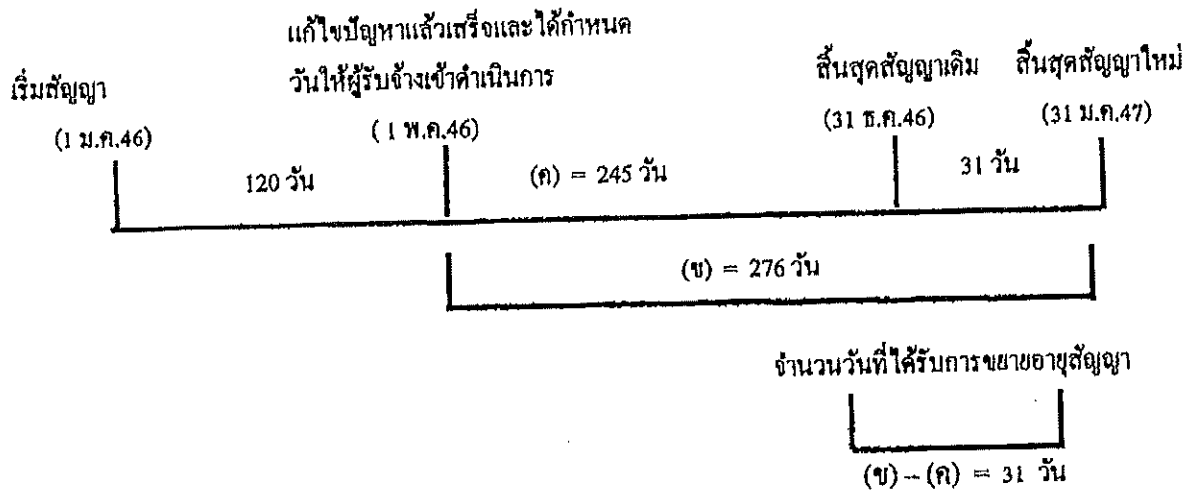 แก้ไขปัญหาแล้วเสร็จและได้กำหนด
วันให้ผู้รับจ้างเข้าดำเนินการ
เริ่มสัญญา
สิ้นสุดสัญญาเดิม
สิ้นสุดสัญญาใหม่
(1 ม.ค.46)
( 1 พ.ค.46)
(31 ธ.ค.46)
(31 ม.ค.47)
120 วัน
(ค) = 245 วัน
31 วัน
(ข) = 276 วัน
จำนวนวันที่ได้รับการขยายอายุสัญญา
(ข) – (ค) = 31 วัน